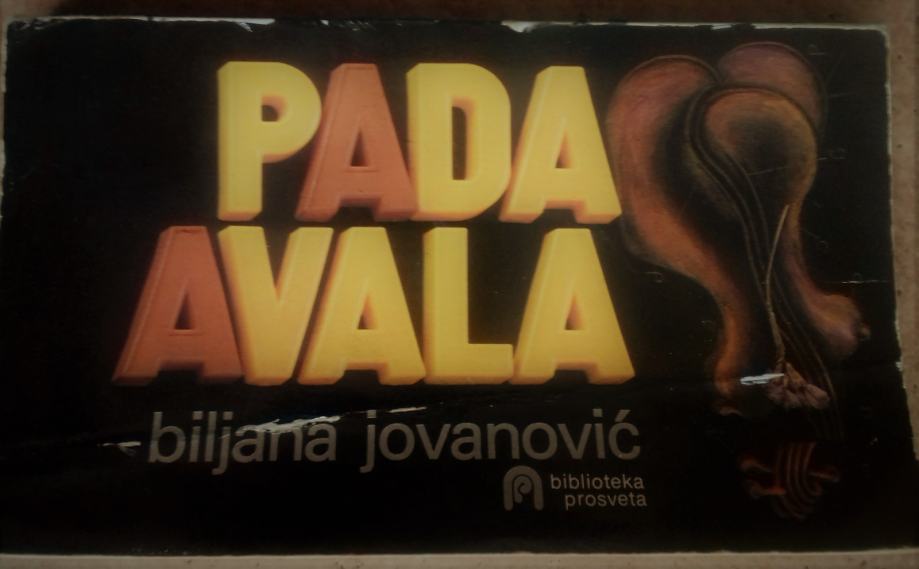 PADA
AVALA
biljana jovanović
biblioteka
prosveta